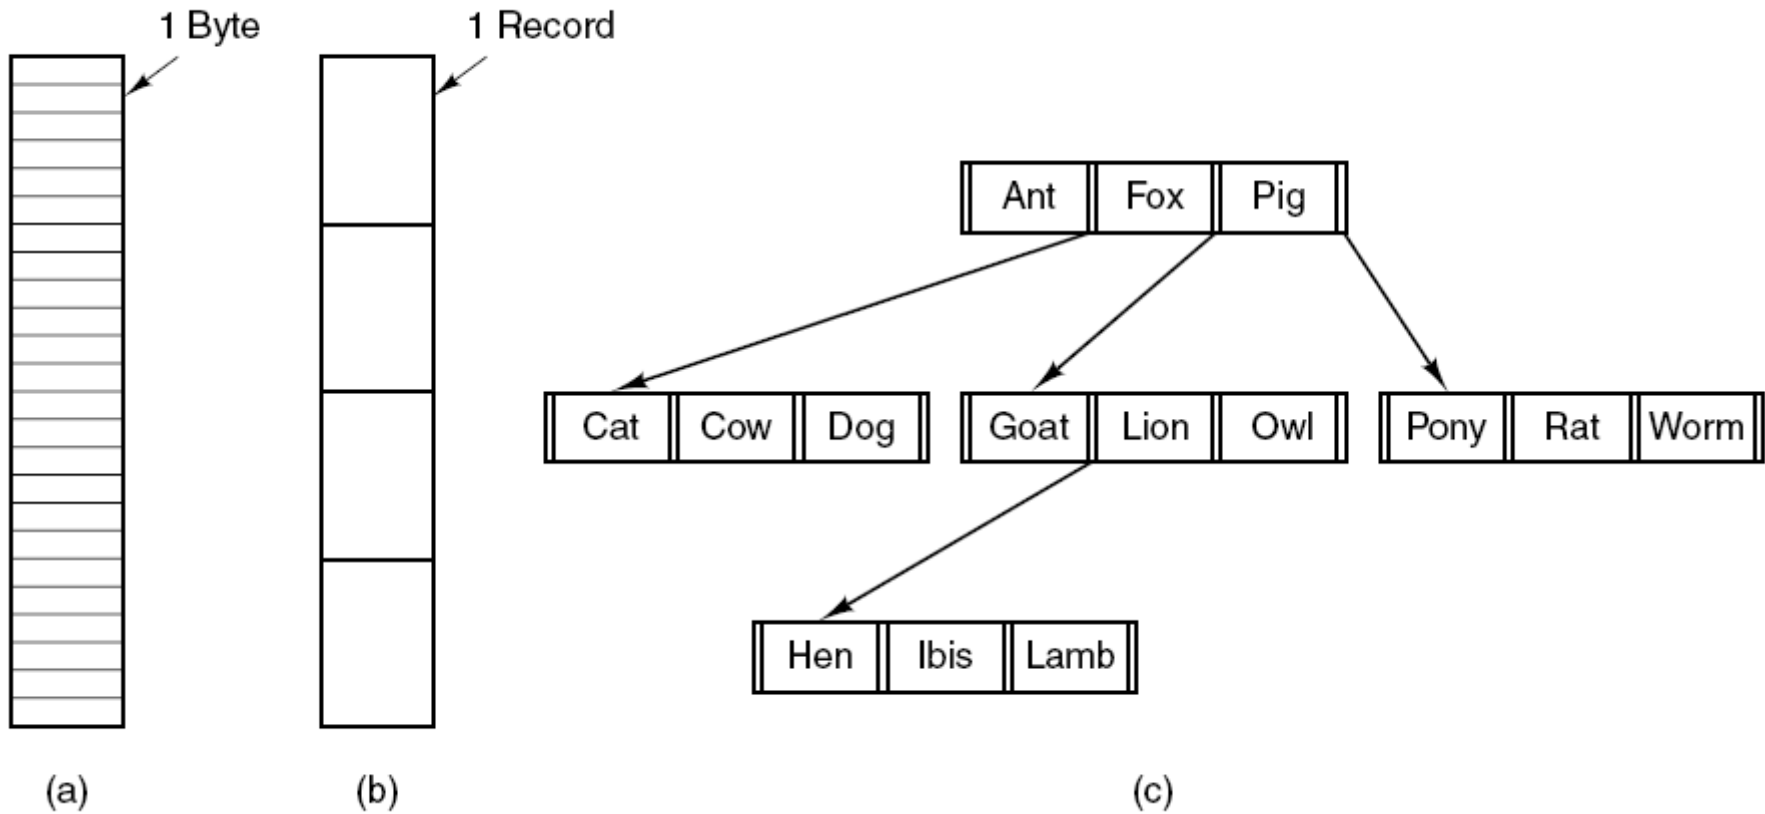 1 Byte
1 Record
Ant Fox Pig
Cat Cow Dog
Goat Lion Owl
Pony Rat Worm
Hen Ibis Lamb
(a)
(b)
(c)